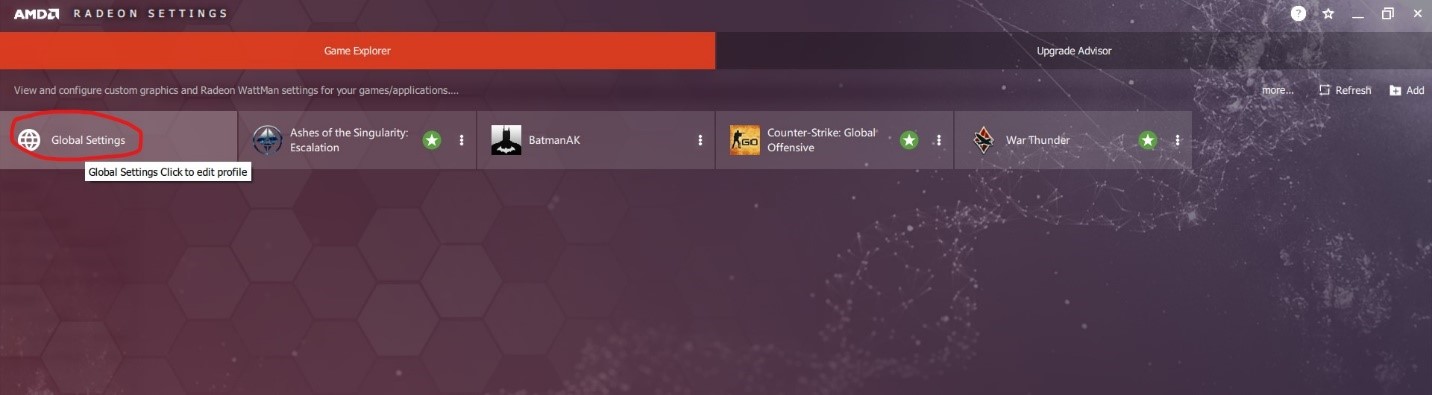 AMD RADEON SETTINGS
?
Game Explorer
Upgrade Advisor
View and configure custom graphics and Radeon WattMan settings for your games/applications....
more...
Refresh
Add
Global Settings
Ashes of the Singularity:
Escalation
BatmanAK
GO
Counter-Strike: Global
Offensive
War Thunder
Global Settings Click to edit profile